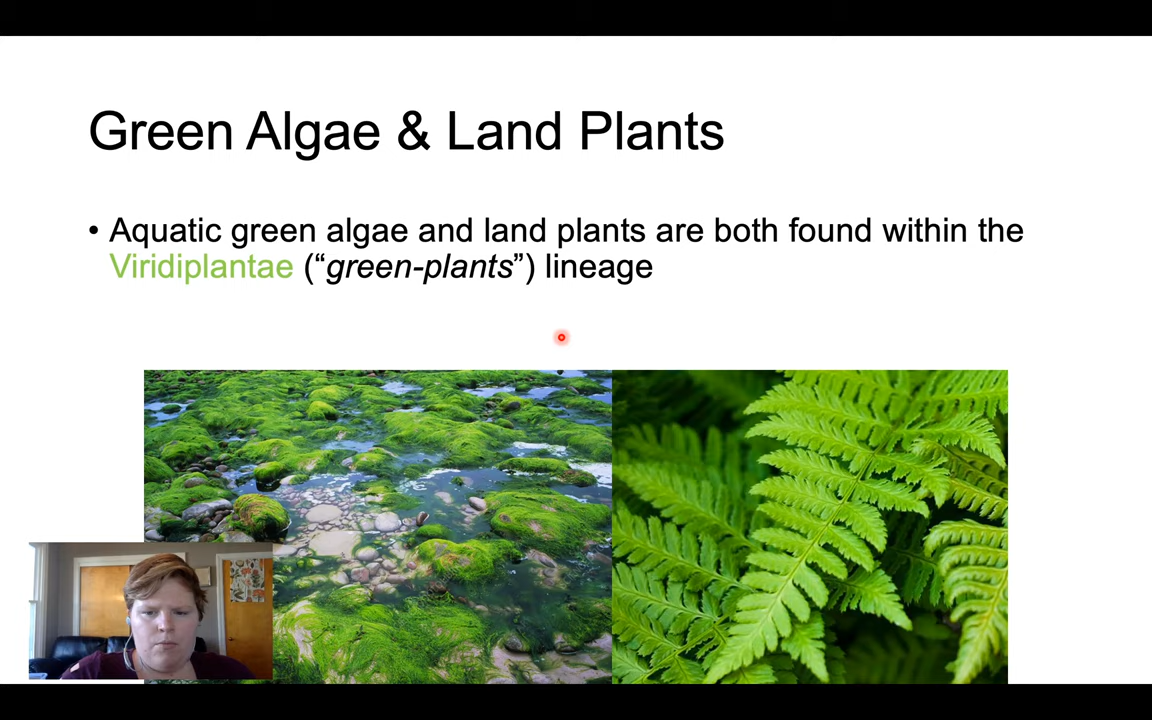 Green Algae & Land Plants
• Aquatic green algae and land plants are both found within the
Viridiplantae (“green-plants”) lineage